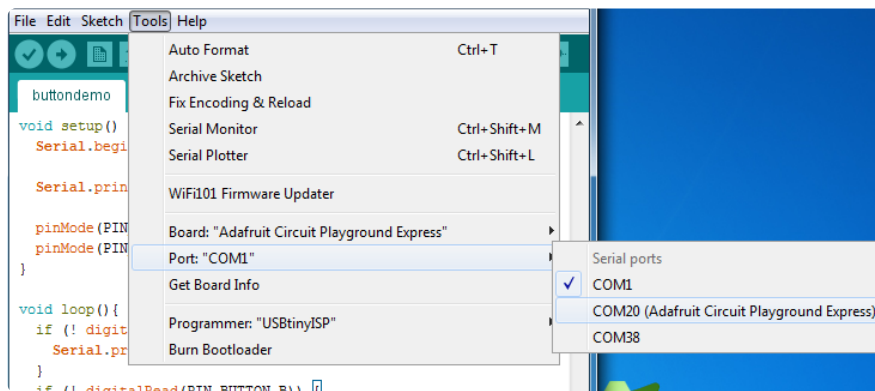 File Edit Sketch Tools Help
Auto Format Ctrl+T
Archive Sketch
Fix Encoding & Reload
Serial Monitor Ctrl+Shift+M
Serial Plotter Ctrl+Shift+L
WiFi101 Firmware Updater
Board: "Adafruit Circuit Playground Express"
Port: "COM1"
Get Board Info
Programmer: "USBtinyISP"
Burn Bootloader
Serial ports
COM1
COM20 (Adafruit Circuit Playground Express)
COM38
buttondemo
void setup()
Serial.begi
Serial.prin
pinMode(PIN
pinMode(PIN
}
void loop(){
if (! digit
Serial.pr
}
if (! digitalRead(PIN_BUTTON_B)) {